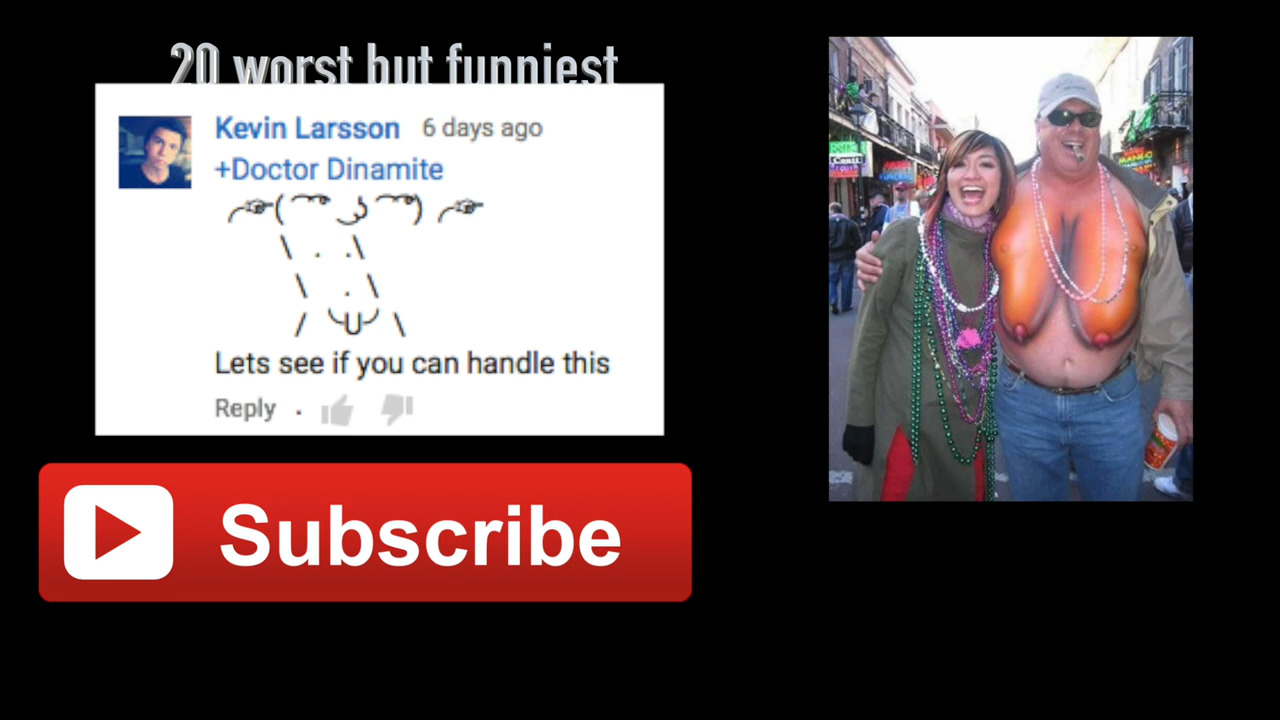 20 worst but funniest
Kevin Larsson 6 days ago
+Doctor Dinamite
╭☞( ͡° ͜ʖ ͡°) ╭☞
\ . .\
\ . \
/ ╰U╯ \
Lets see if you can handle this
Reply .
Subscribe